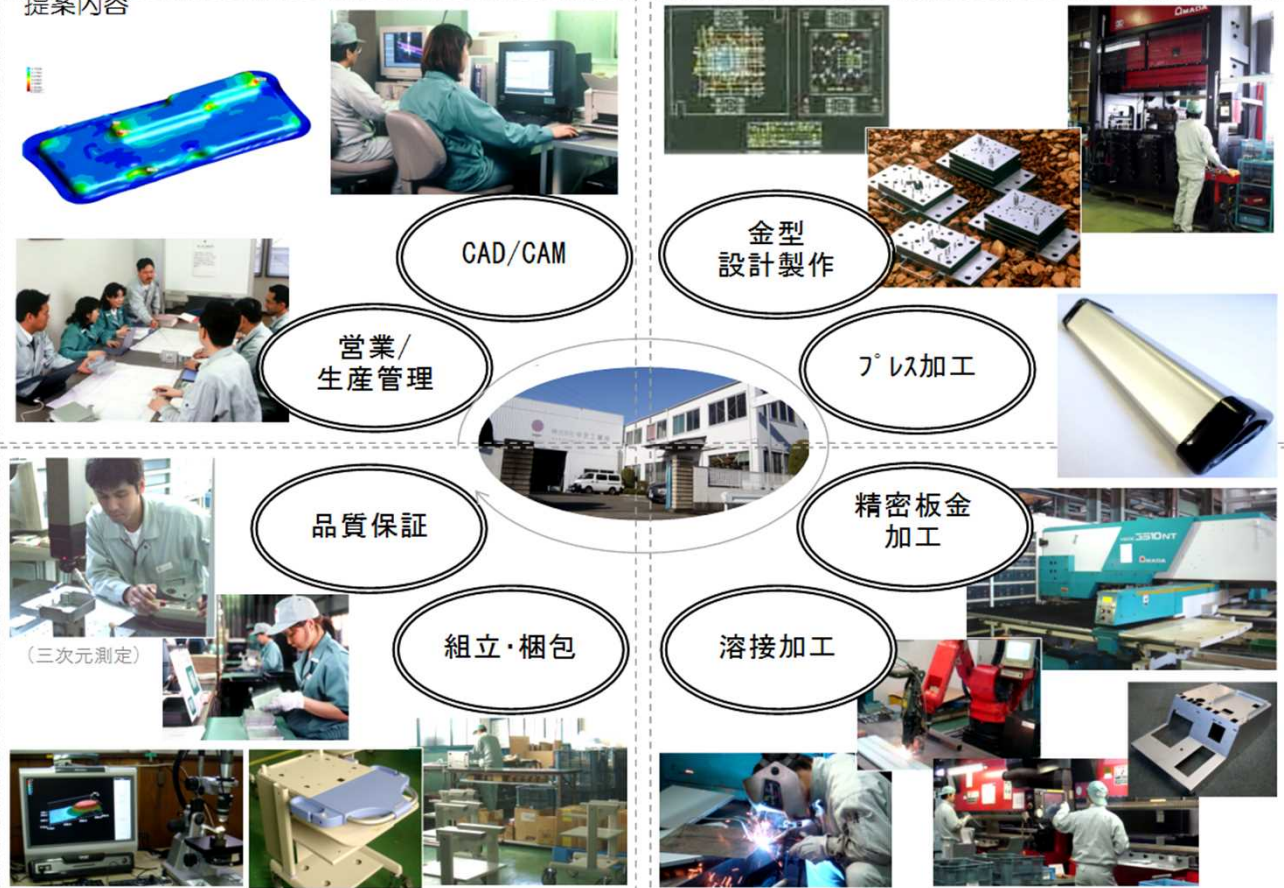 提案内容
CAD/CAM
金型
設計製作
営業/
生産管理
プレス加工
品質保証
精密板金
加工
(三次元測定)
組立・梱包
溶接加工
AMADA
3510NT
AMADA